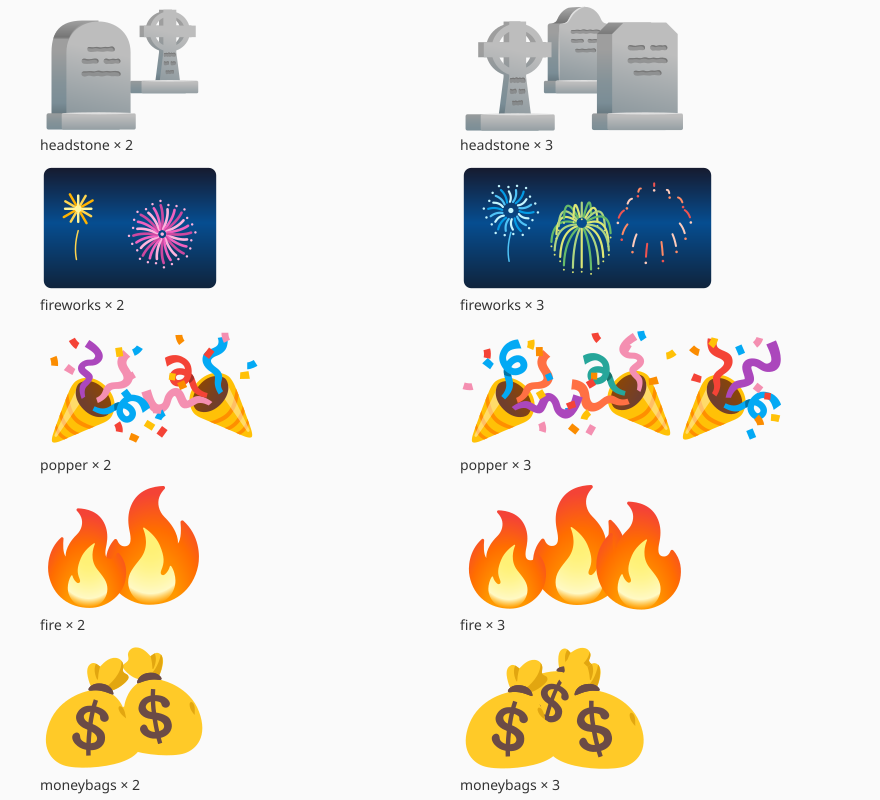 headstone × 2
headstone × 3
fireworks × 2
fireworks × 3
popper × 2
popper × 3
fire × 2
fire × 3
$ $
$ $ $
moneybags × 2
moneybags × 3